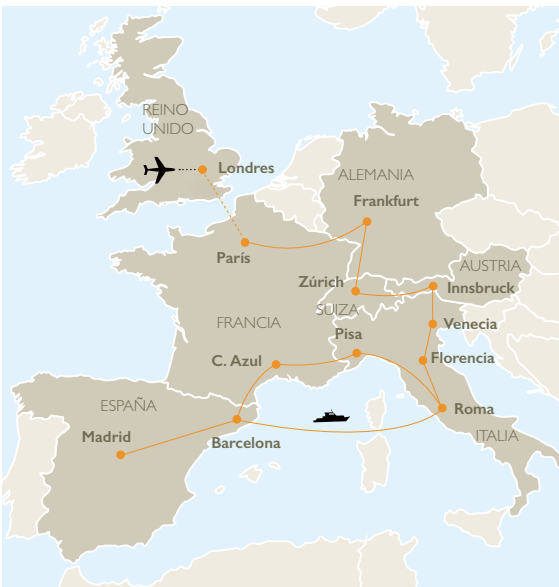 REINO
UNIDO
Londres
ALEMANIA
Frankfurt
París
AUSTRIA
Zúrich
Innsbruck
SUIZA
FRANCIA
Venecia
Pisa
C. Azul
Florencia
ESPAÑA
Roma
Madrid
Barcelona
ITALIA